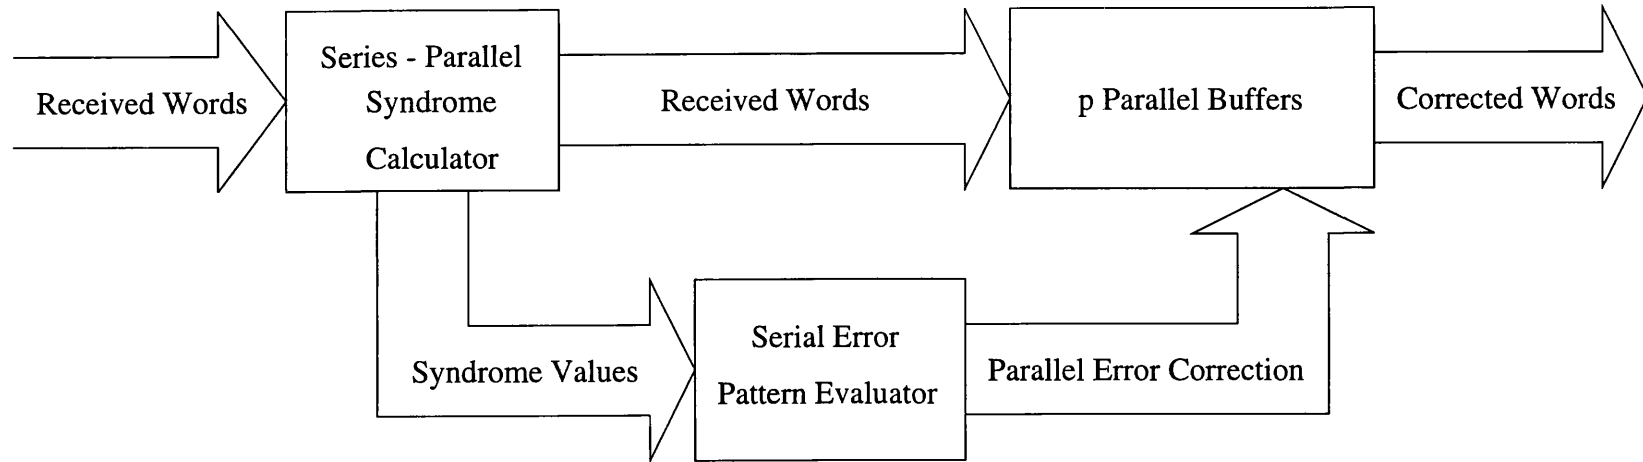 Received Words
Series - Parallel
Syndrome
Calculator
Received Words
p Parallel Buffers
Corrected Words
Syndrome Values
Serial Error
Pattern Evaluator
Parallel Error Correction